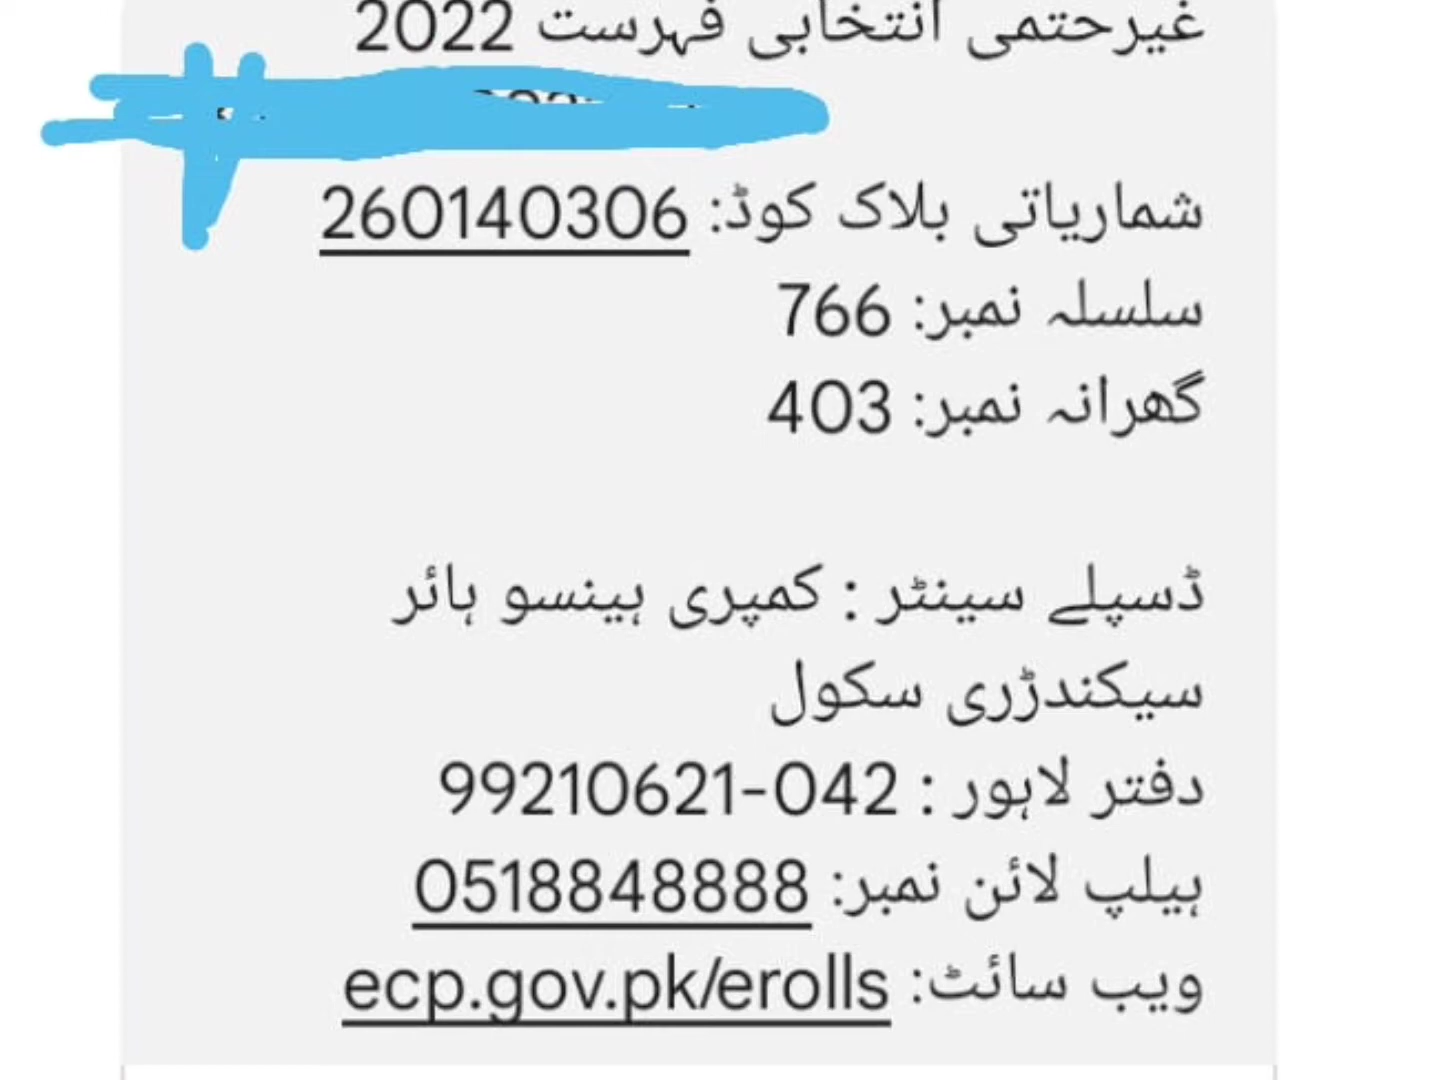 غیرحتمی انتخابی فہرست 2022
شماریاتی بلاک کوڈ: 260140306
سلسلہ نمبر: 766
گھرانہ نمبر: 403
ڈسپلے سینٹر : کمپری ہینسو ہائر
سیکنڈری سکول
دفتر لاہور : 042-99210621
ہیلپ لائن نمبر: 0518848888
ویب سائٹ: ecp.gov.pk/erolls